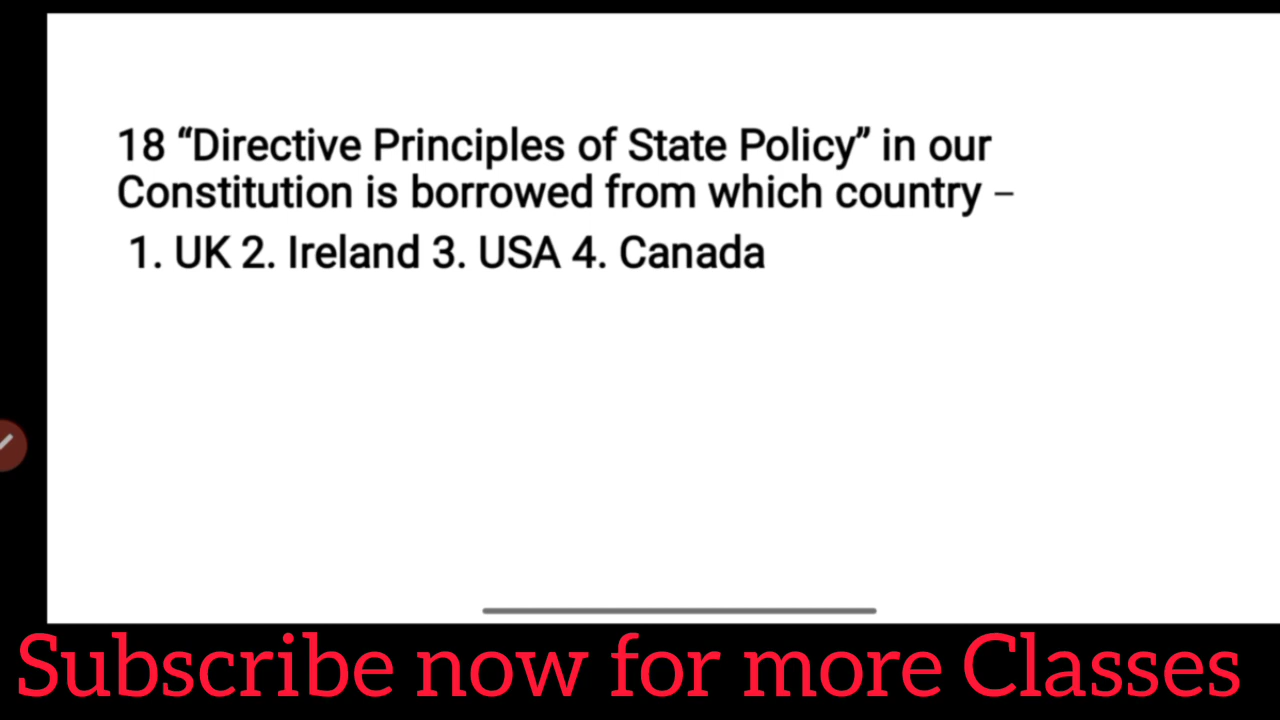 18 “Directive Principles of State Policy” in our
Constitution is borrowed from which country –
1. UK 2. Ireland 3. USA 4. Canada
Subscribe now for more Classes